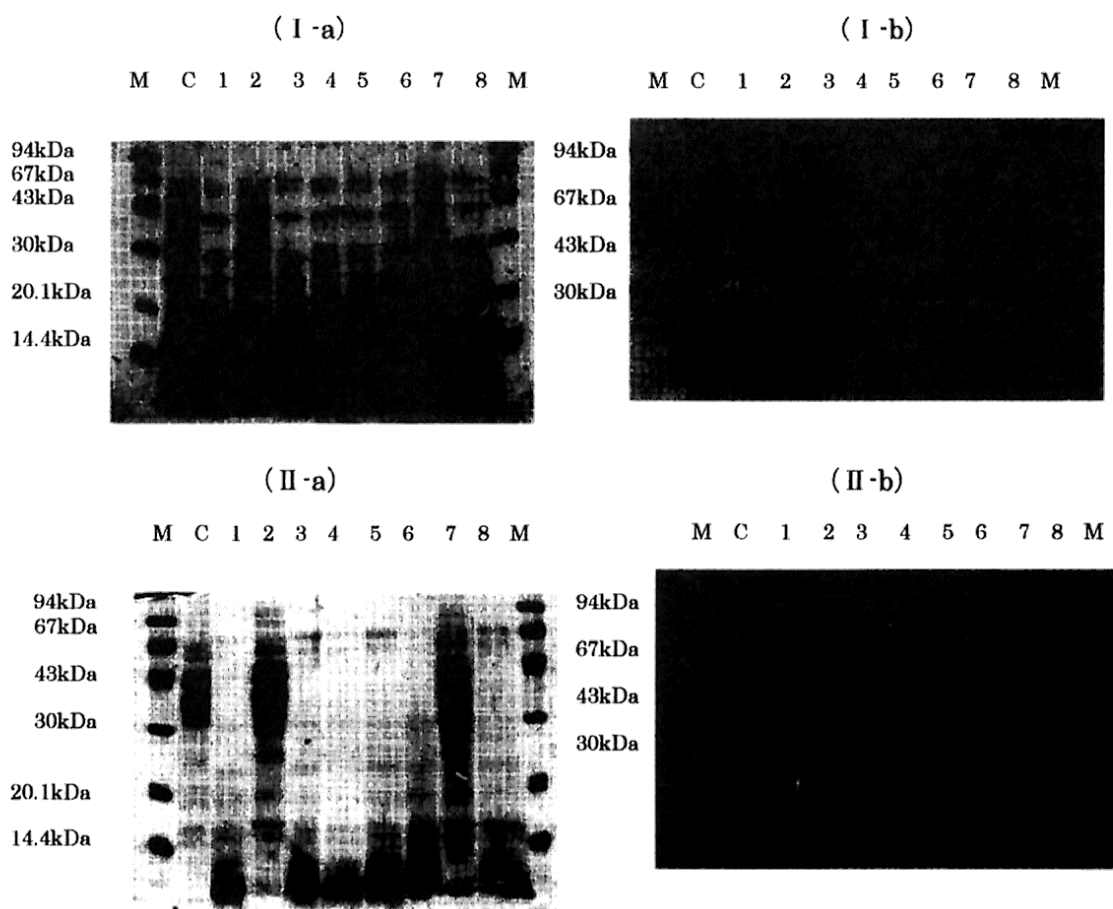 (Ⅰ-a)
M C 1 2 3 4 5 6 7 8 M
94kDa
67kDa
43kDa
30kDa
20.1kDa
14.4kDa
(Ⅰ-b)
M C 1 2 3 4 5 6 7 8 M
94kDa
67kDa
43kDa
30kDa
(Ⅱ-a)
M C 1 2 3 4 5 6 7 8 M
94kDa
67kDa
43kDa
30kDa
20.1kDa
14.4kDa
(Ⅱ-b)
M C 1 2 3 4 5 6 7 8 M
94kDa
67kDa
43kDa
30kDa